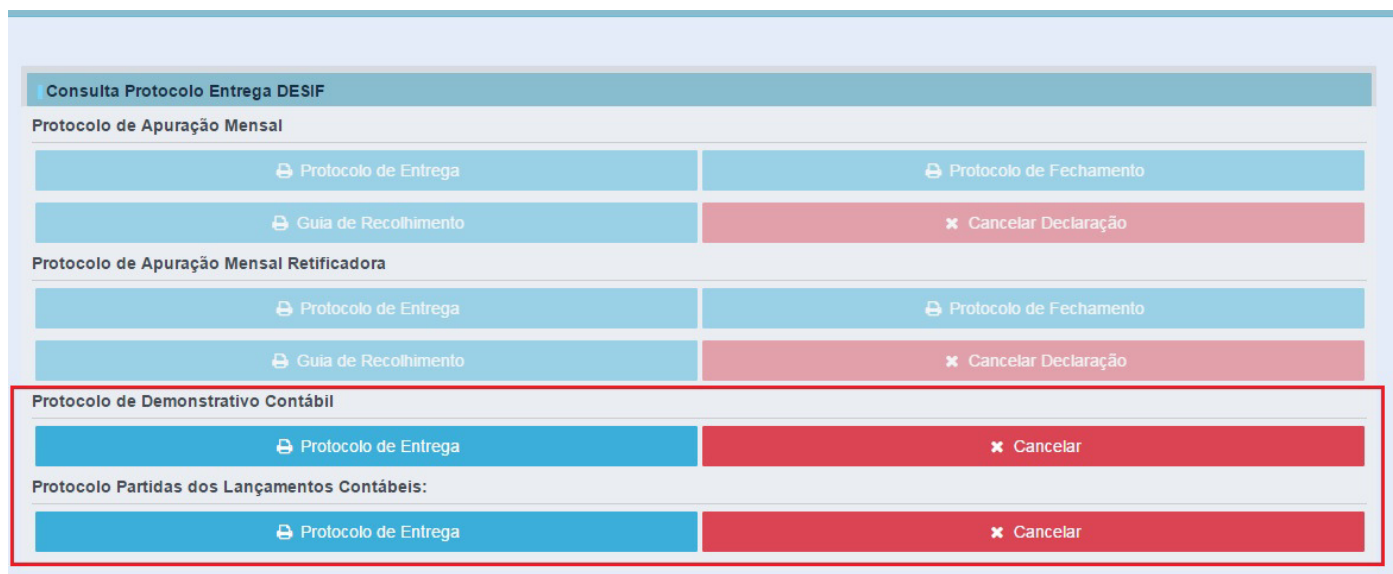 Consulta Protocolo Entrega DESIF
Protocolo de Apuração Mensal
Protocolo de Entrega
Protocolo de Fechamento
Guia de Recolhimento
Cancelar Declaração
Protocolo de Apuração Mensal Retificadora
Protocolo de Entrega
Protocolo de Fechamento
Guia de Recolhimento
Cancelar Declaração
Protocolo de Demonstrativo Contábil
Protocolo de Entrega
Cancelar
Protocolo Partidas dos Lançamentos Contábeis:
Protocolo de Entrega
Cancelar